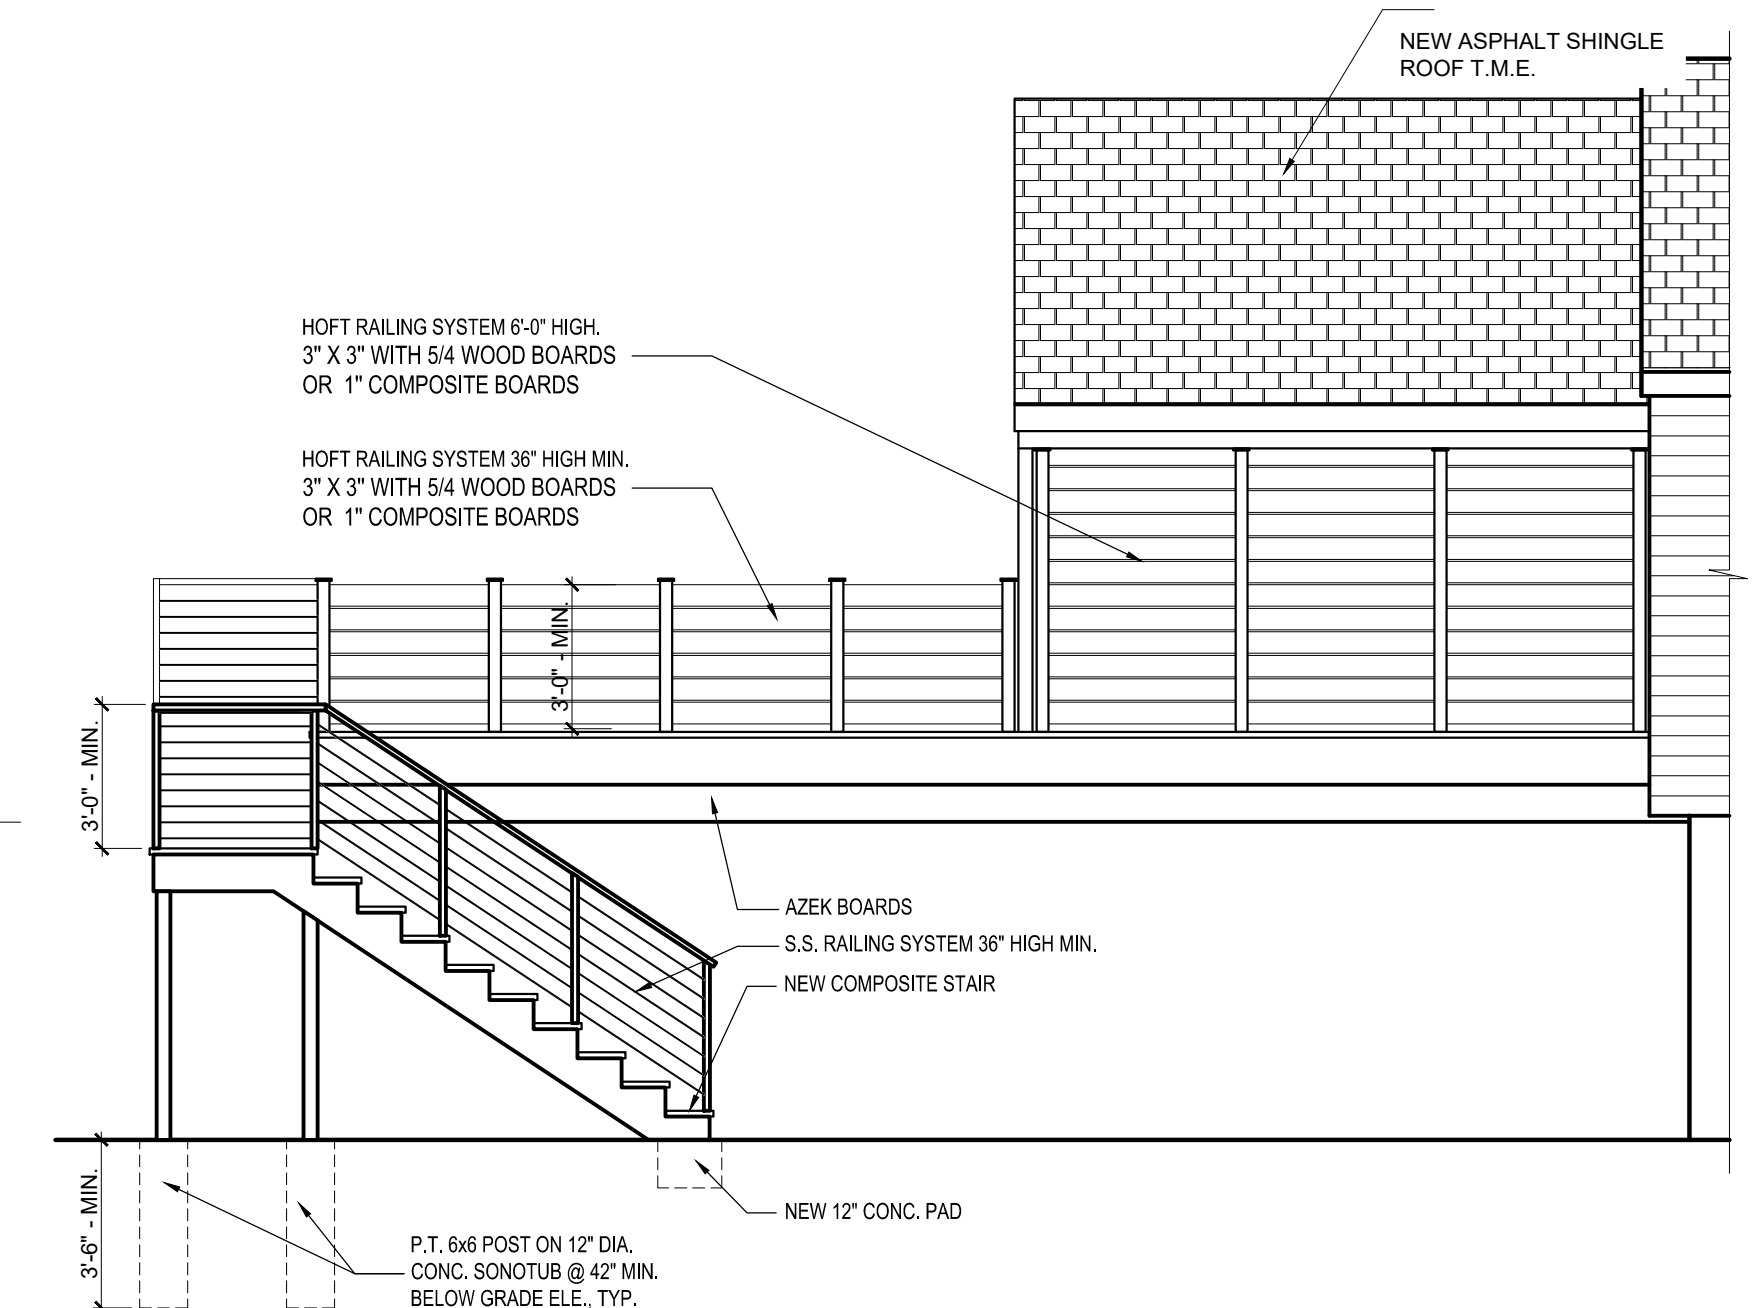 NEW ASPHALT SHINGLE
ROOF T.M.E.
HOFT RAILING SYSTEM 6'-0" HIGH.
3" X 3" WITH 5/4 WOOD BOARDS
OR 1" COMPOSITE BOARDS
HOFT RAILING SYSTEM 36" HIGH MIN.
3" X 3" WITH 5/4 WOOD BOARDS
OR 1" COMPOSITE BOARDS
3'-0" - MIN.
3'-0" - MIN.
AZEK BOARDS
S.S. RAILING SYSTEM 36" HIGH MIN.
NEW COMPOSITE STAIR
NEW 12" CONC. PAD
3'-6" - MIN.
P.T. 6x6 POST ON 12" DIA.
CONC. SONOTUB @ 42" MIN.
BELOW GRADE ELE., TYP.